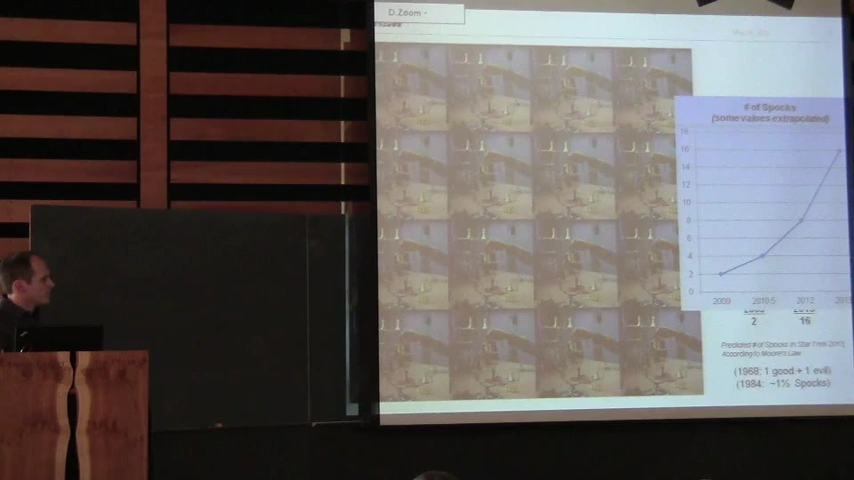 D.Zoom
# of Spocks
(some values extrapolated)
18
16
14
12
10
8
6
4
2
0
2009
2010.5
2012
2 16
Predicted # of Spocks in Star Trek
According to Moore's Law
(1968: 1 good + 1 evil)
(1984: ~1% Spocks)